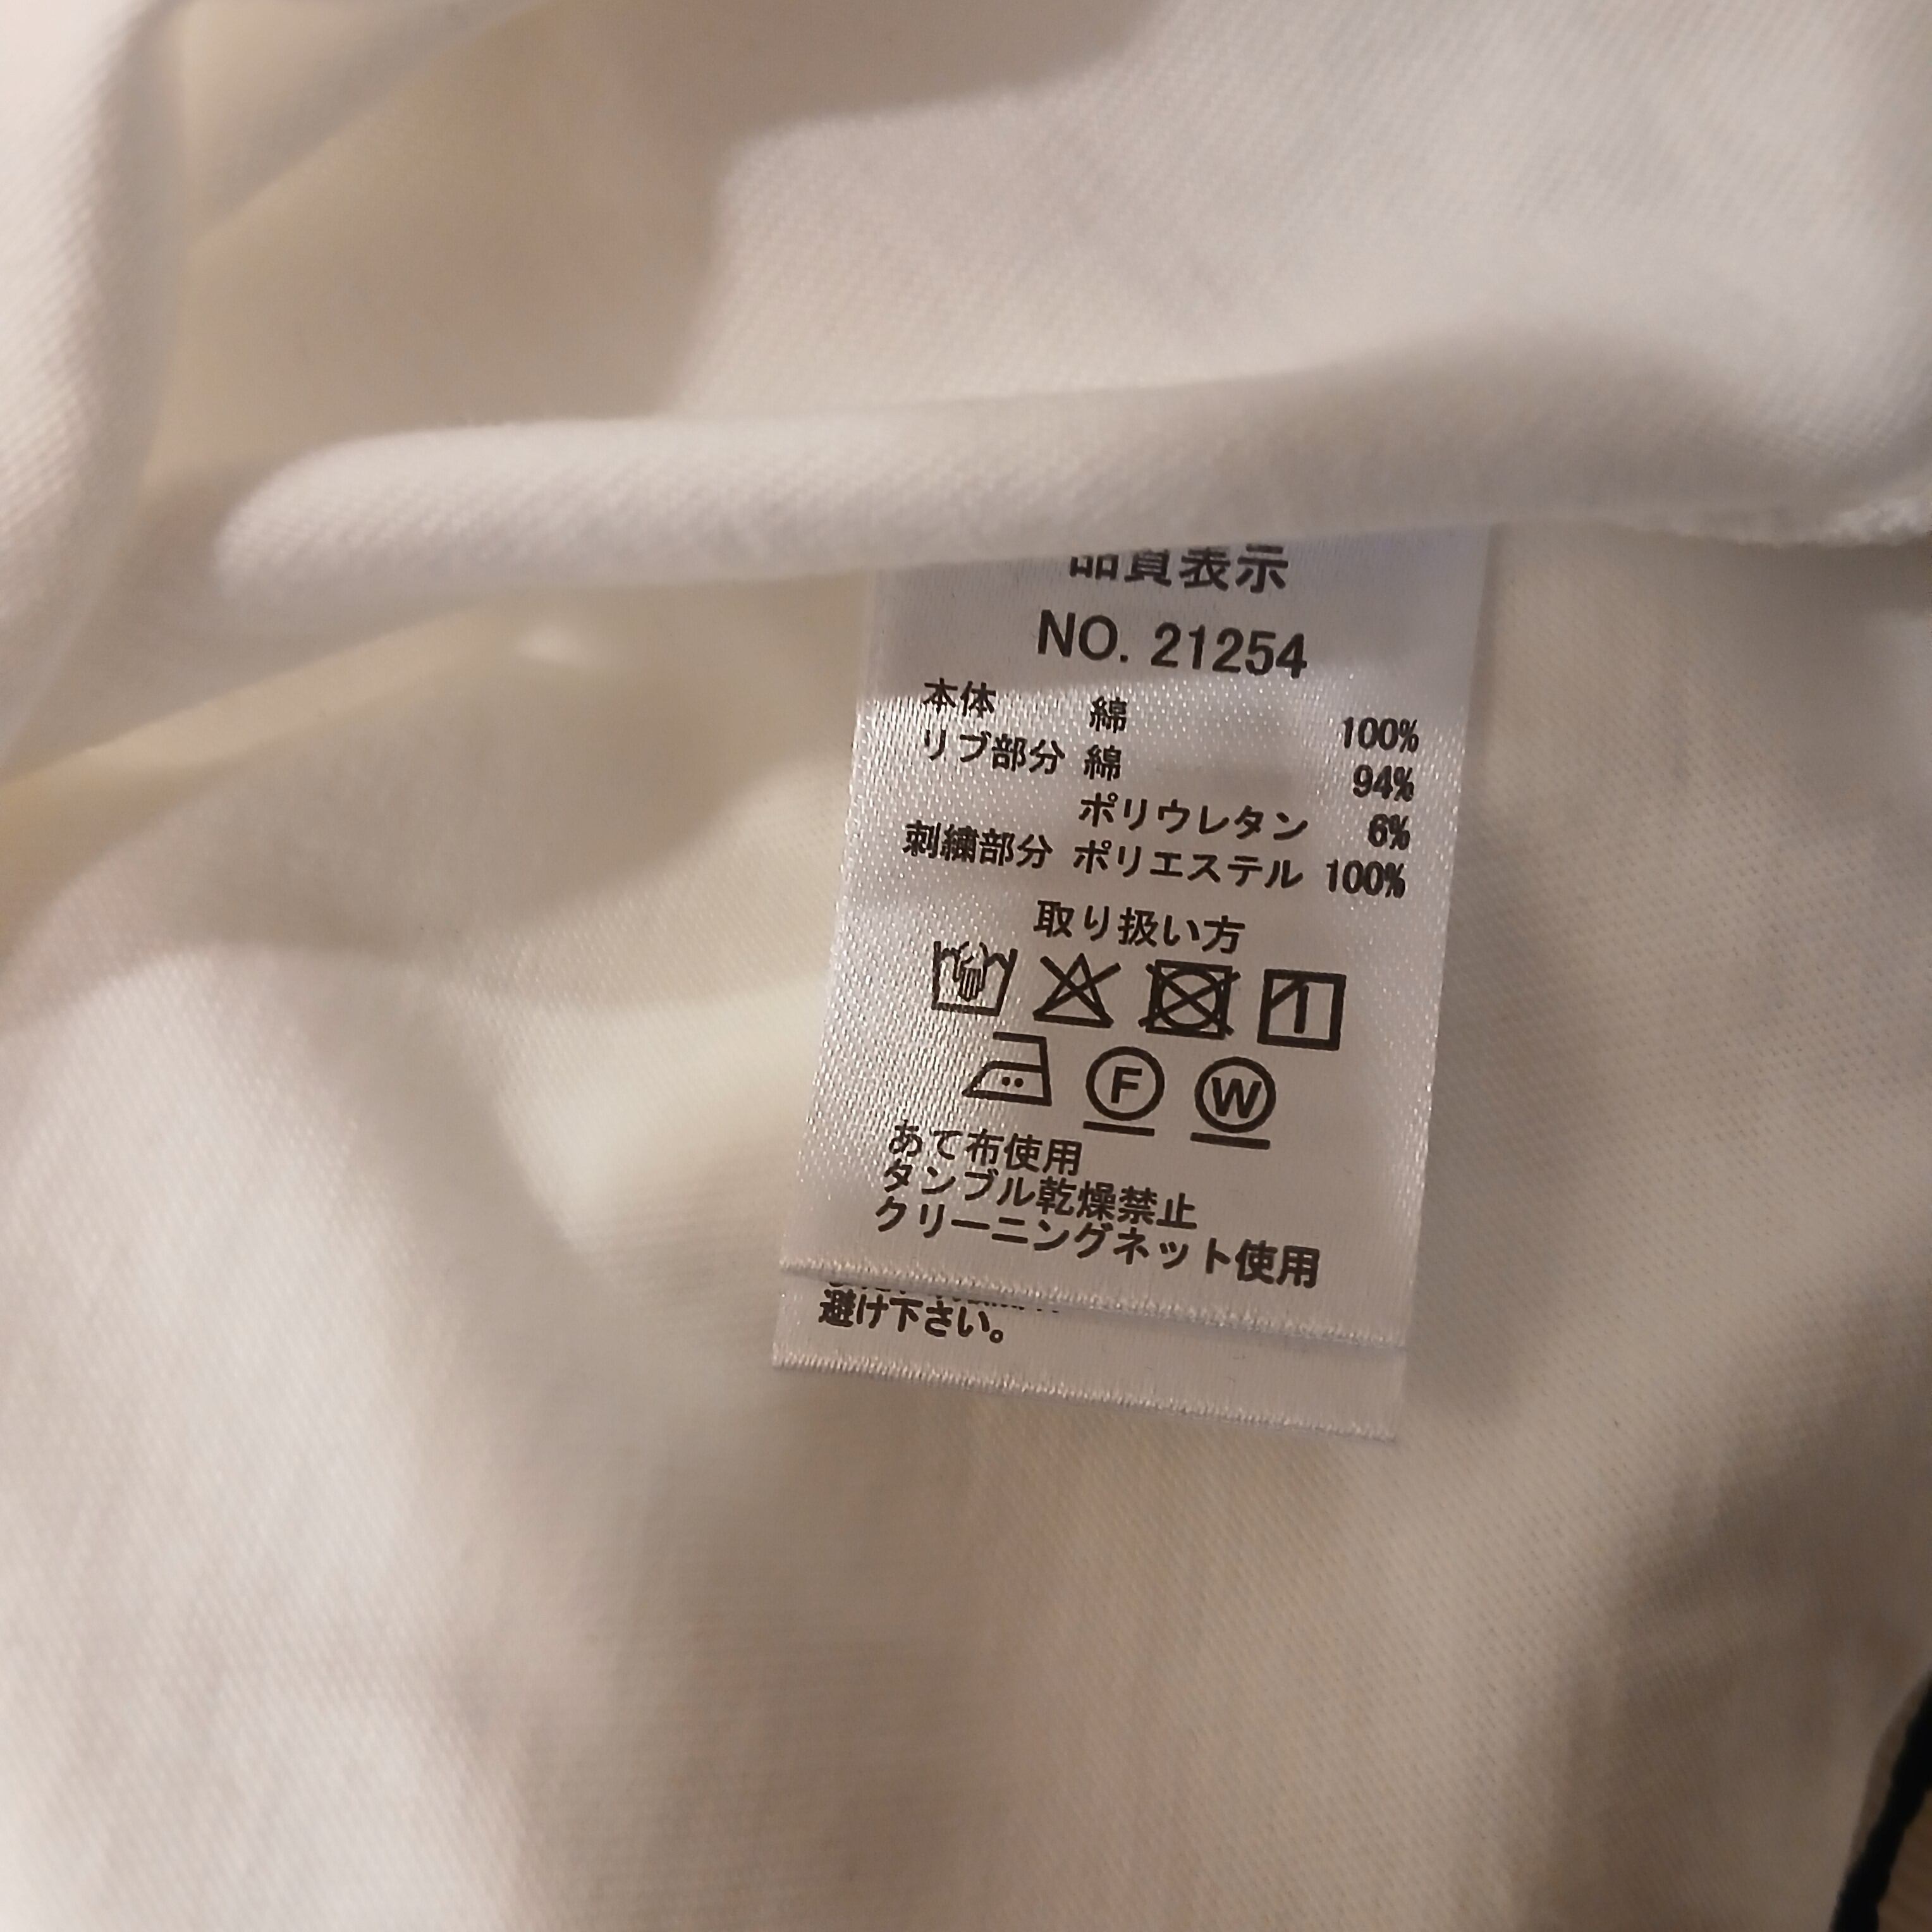 品質表示
NO. 21254
本体 綿 100%
リブ部分 綿 94%
ポリウレタン 6%
刺繍部分 ポリエステル 100%
取り扱い方
F W
あて布使用
タンブル乾燥禁止
クリーニングネット使用
避け下さい。